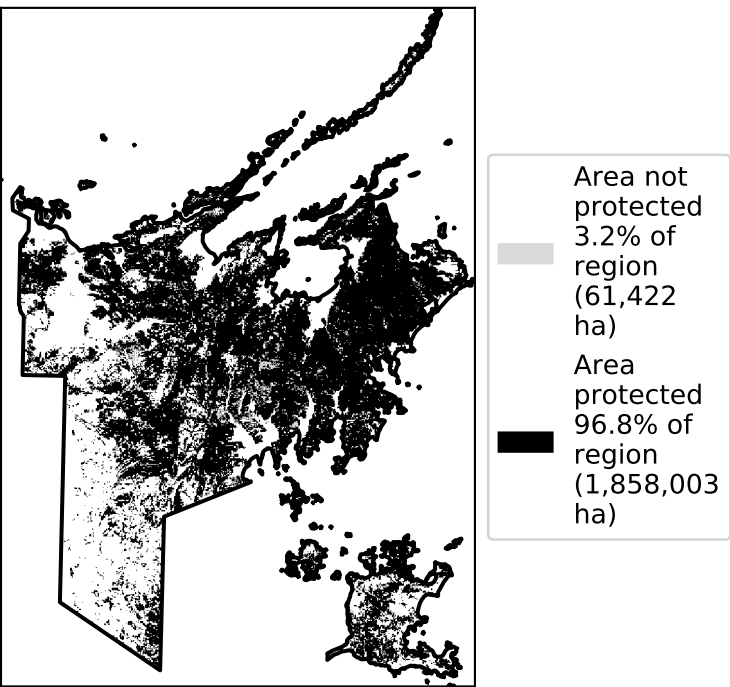 Area not
protected
3.2% of
region
(61,422
ha)
Area
protected
96.8% of
region
(1,858,003
ha)